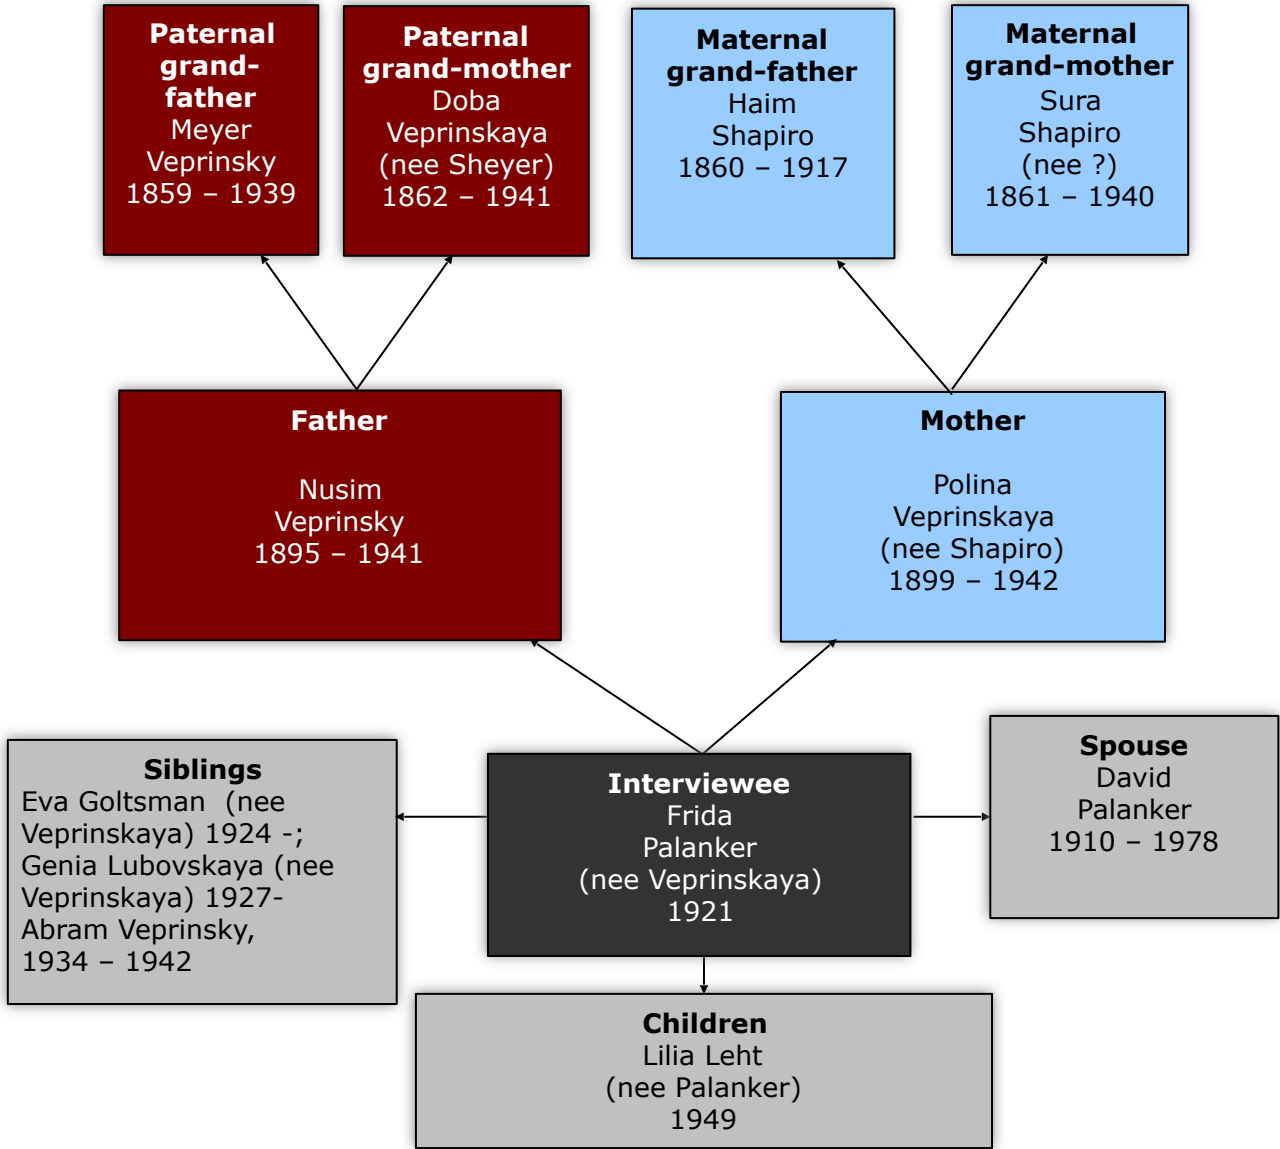 Paternal
grand-
father
Meyer
Veprinsky
1859 – 1939
Paternal
grand-mother
Doba
Veprinskaya
(nee Sheyer)
1862 – 1941
Maternal
grand-father
Haim
Shapiro
1860 – 1917
Maternal
grand-mother
Sura
Shapiro
(nee ?)
1861 – 1940
Father
Nusim
Veprinsky
1895 – 1941
Mother
Polina
Veprinskaya
(nee Shapiro)
1899 – 1942
Siblings
Eva Goltsman  (nee
Veprinskaya) 1924 -;
Genia Lubovskaya (nee
Veprinskaya) 1927-
Abram Veprinsky,
1934 – 1942
Interviewee
Frida
Palanker
(nee Veprinskaya)
1921
Spouse
David
Palanker
1910 – 1978
Children
Lilia Leht
(nee Palanker)
1949